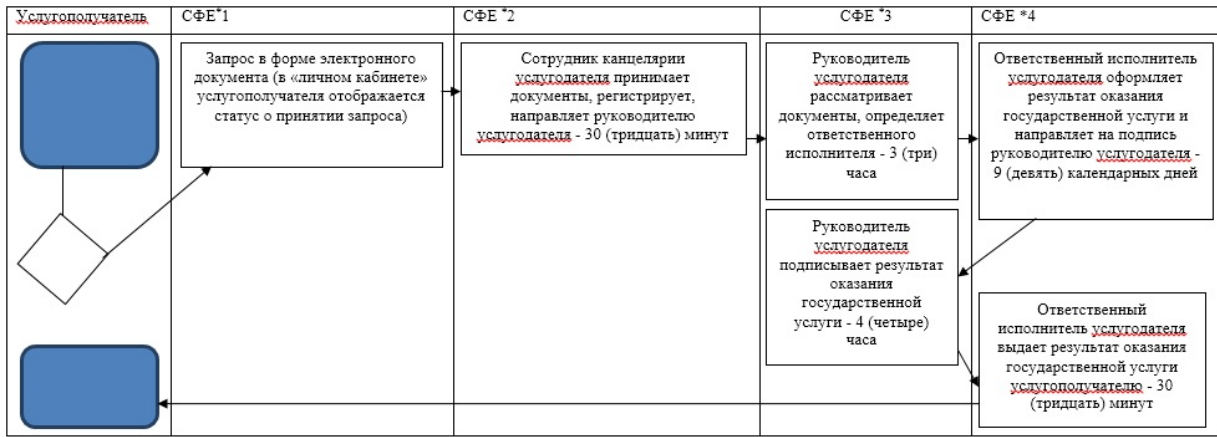 Услугополучатель
СФЕ*1
СФЕ *2
СФЕ *3
СФЕ *4
Запрос в форме электронного
документа (в «личном кабинете»
услугополучателя отображается
статус о принятии запроса)
Сотрудник канцелярии
услугодателя принимает
документы, регистрирует,
направляет руководителю
услугодателя - 30 (тридцать) минут
Руководитель
услугодателя
рассматривает
документы, определяет
ответственного
исполнителя - 3 (три)
часа
Ответственный исполнитель
услугодателя оформляет
результат оказания
государственной услуги и
направляет на подпись
руководителю услугодателя -
9 (девять) календарных дней
Руководитель
услугодателя
подписывает результат
оказания
государственной
услуги - 4 (четыре)
часа
Ответственный
исполнитель услугодателя
выдает результат оказания
государственной услуги
услугополучателю - 30
(тридцать) минут